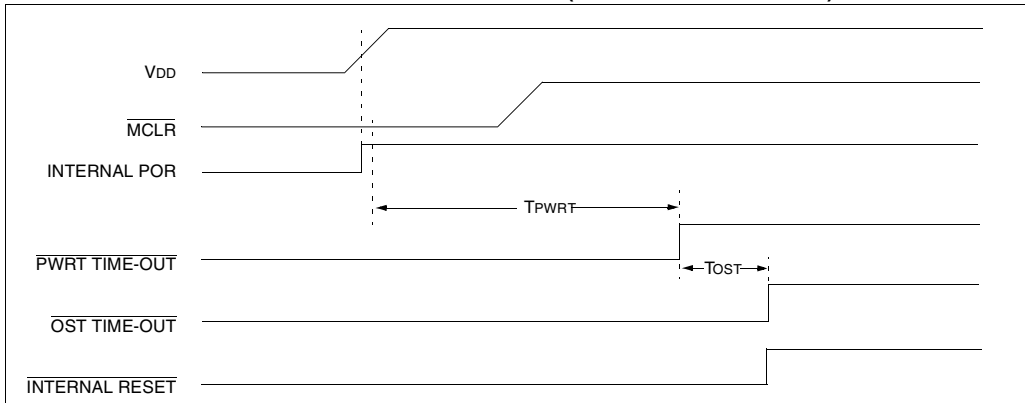 VDD
MCLR
INTERNAL POR
TPWRT
PWRT TIME-OUT
TOST
OST TIME-OUT
INTERNAL RESET